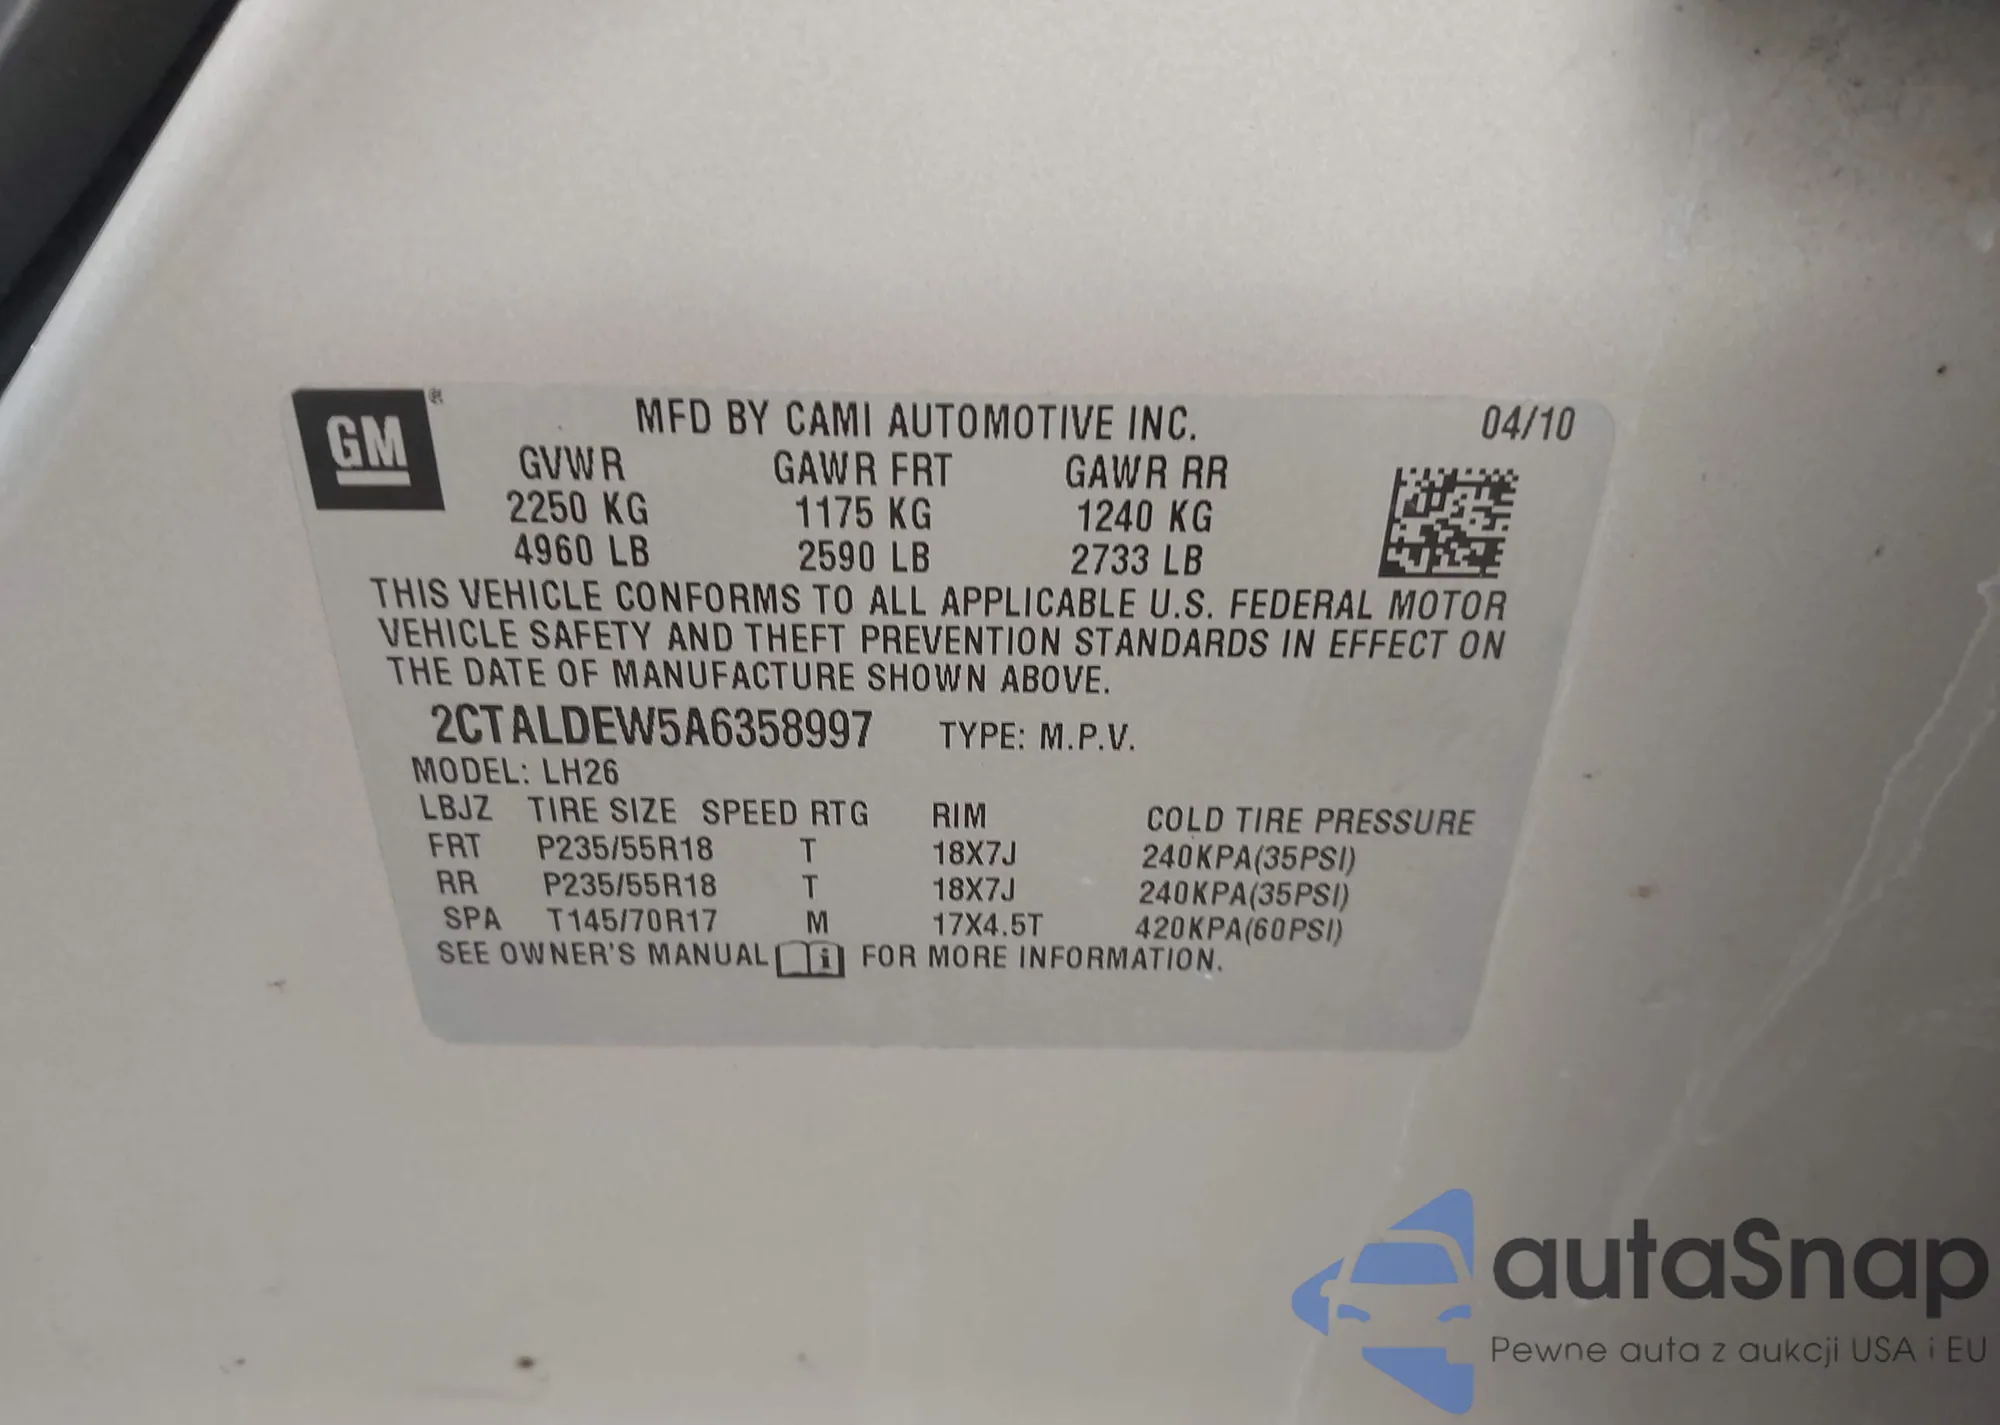 GM ®
MFD BY CAMI AUTOMOTIVE INC. 04/10
GVWR GAWR FRT GAWR RR
2250 KG 1175 KG 1240 KG
4960 LB 2590 LB 2733 LB
THIS VEHICLE CONFORMS TO ALL APPLICABLE U.S. FEDERAL MOTOR
VEHICLE SAFETY AND THEFT PREVENTION STANDARDS IN EFFECT ON
THE DATE OF MANUFACTURE SHOWN ABOVE.
2CTALDEW5A6358997 TYPE: M.P.V.
MODEL: LH26
LBJZ TIRE SIZE SPEED RTG RIM COLD TIRE PRESSURE
FRT P235/55R18 T 18X7J 240KPA(35PSI)
RR P235/55R18 T 18X7J 240KPA(35PSI)
SPA T145/70R17 M 17X4.5T 420KPA(60PSI)
SEE OWNER'S MANUAL i FOR MORE INFORMATION.
autaSnap
Pewne auta z aukcji USA i EU